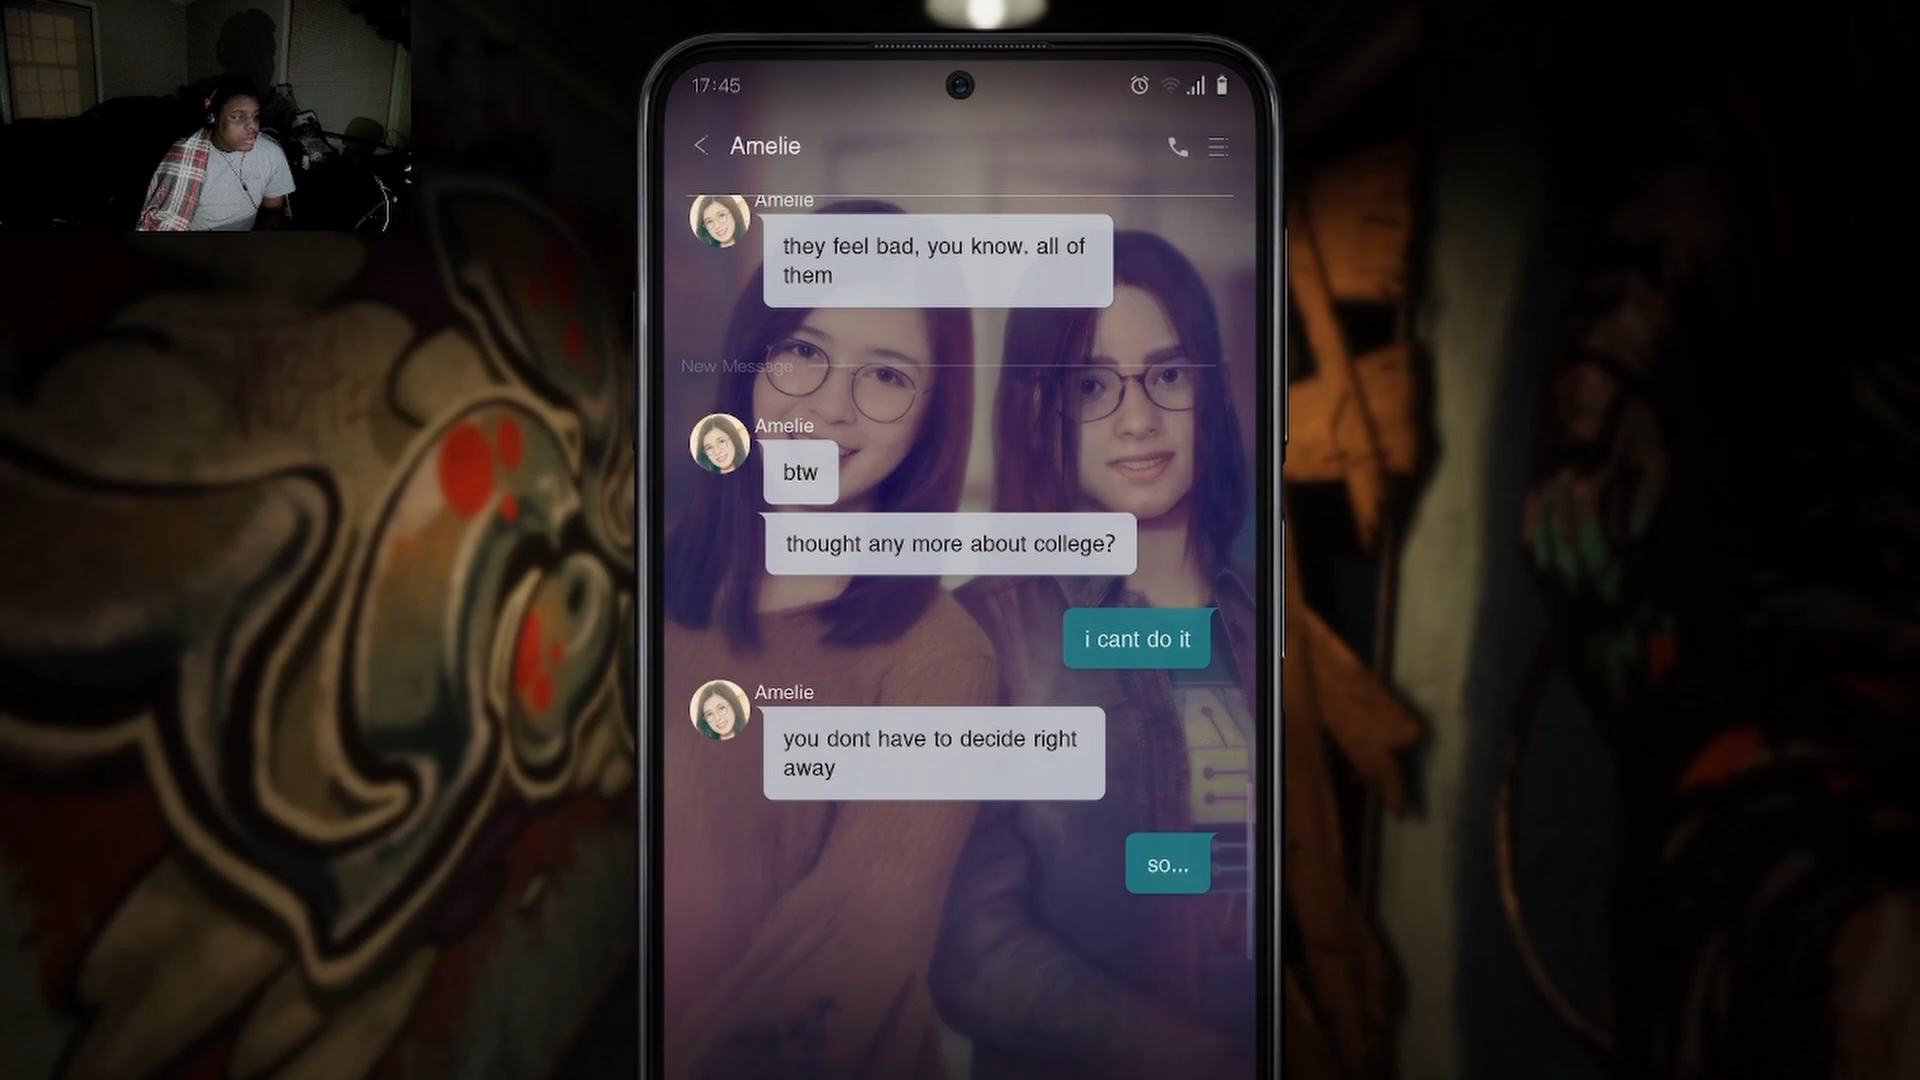 17:45
Amelie
Amelie
they feel bad, you know. all of
them
New Message
Amelie
btw
thought any more about college?
i cant do it
Amelie
you dont have to decide right
away
so...